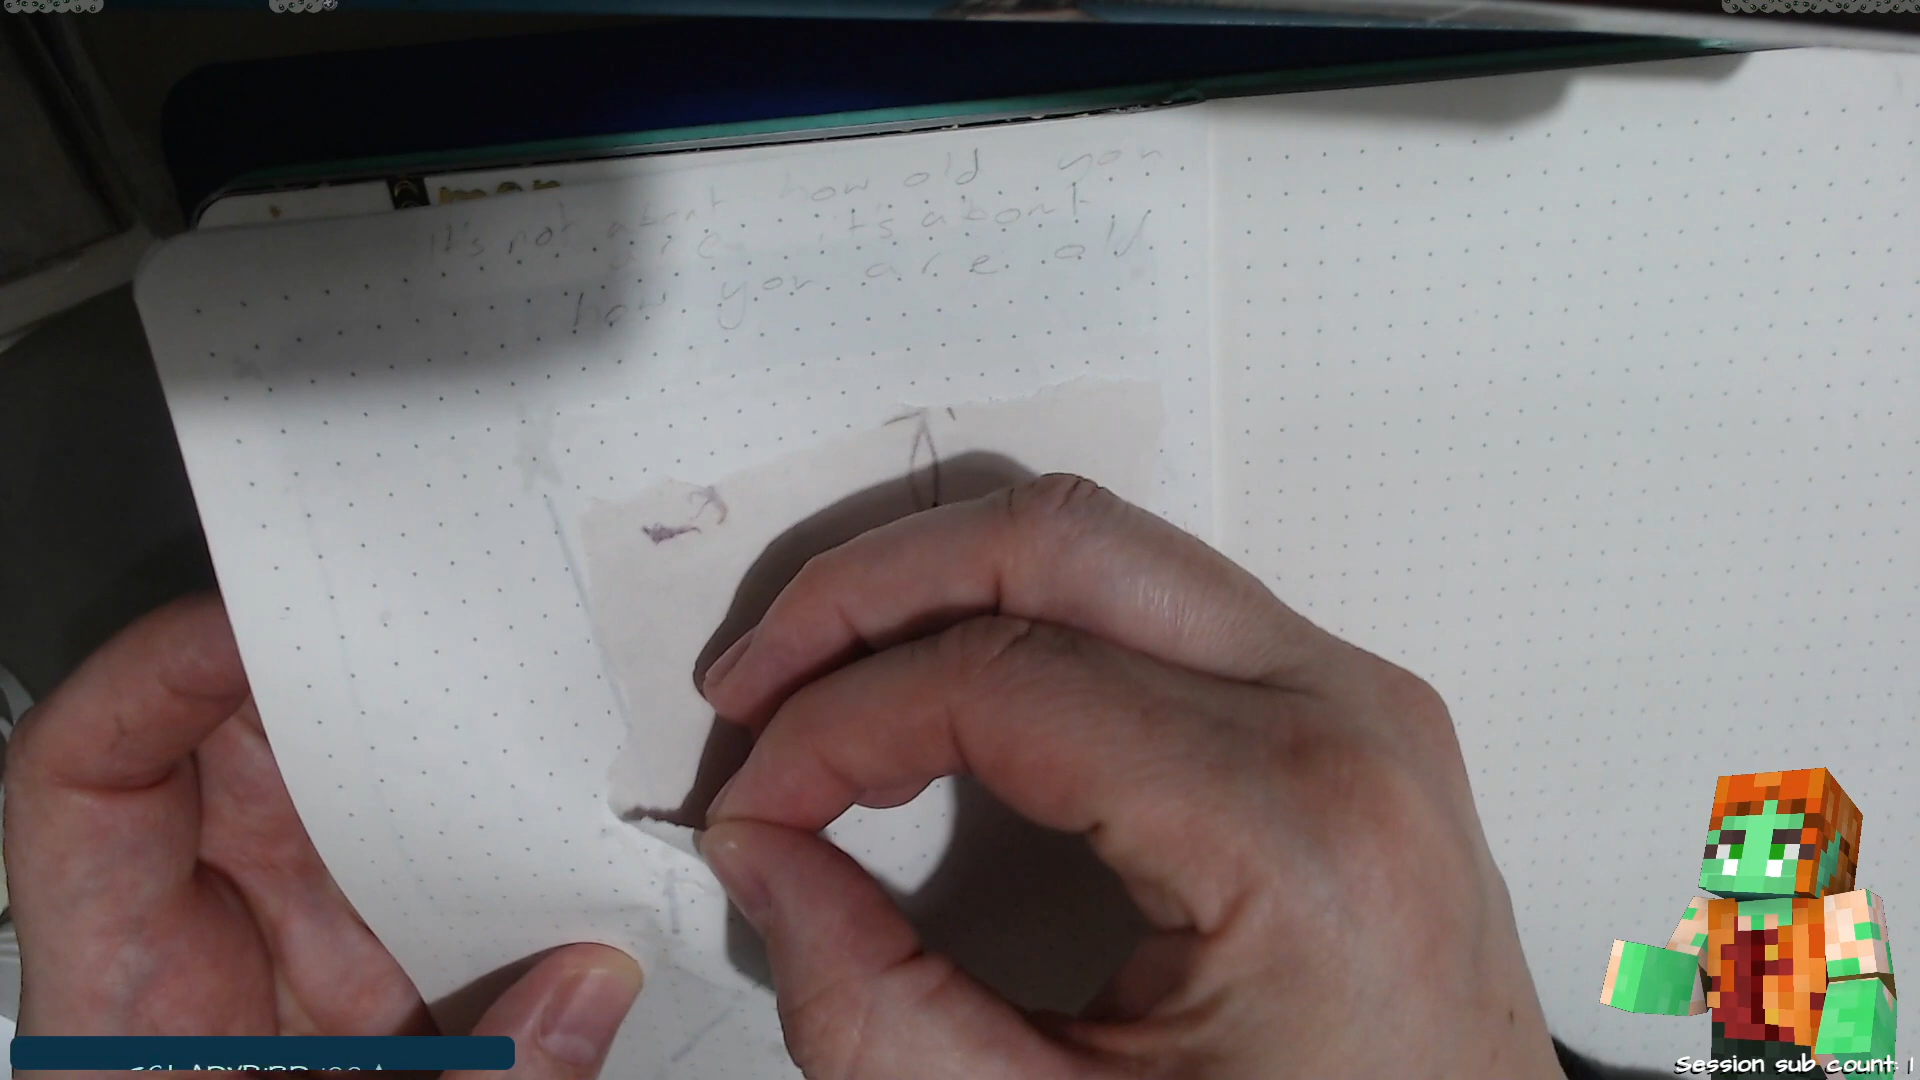 It's not about how old you
are it's about
how you are old
Session sub count: 1